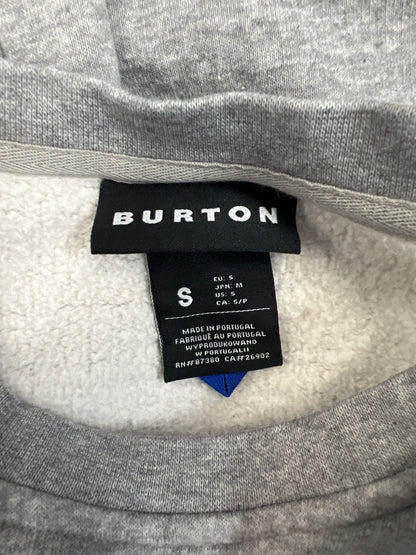 BURTON
S
EU: S
JPN: M
US: S
CA: S/P
MADE IN PORTUGAL
FABRIQUÉ AU PORTUGAL
WYPRODUKOWANO
W PORTUGALII
RN#87380 CA#26902